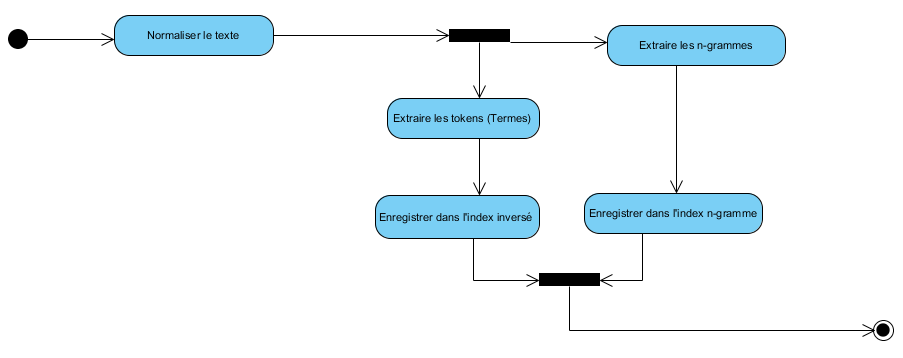 Normaliser le texte
Extraire les n-grammes
Extraire les tokens (Termes)
Enregistrer dans l'index inversé
Enregistrer dans l'index n-gramme